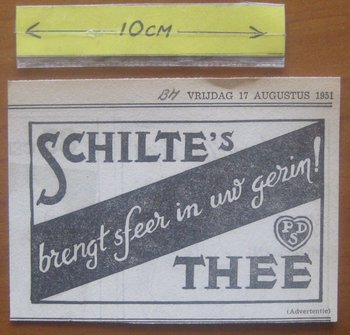 10CM
BH VRIJDAG 17 AUGUSTUS 1951
SCHILTE'S
brengt sfeer in uw gezin!
PDS
THEE
(Advertentie)